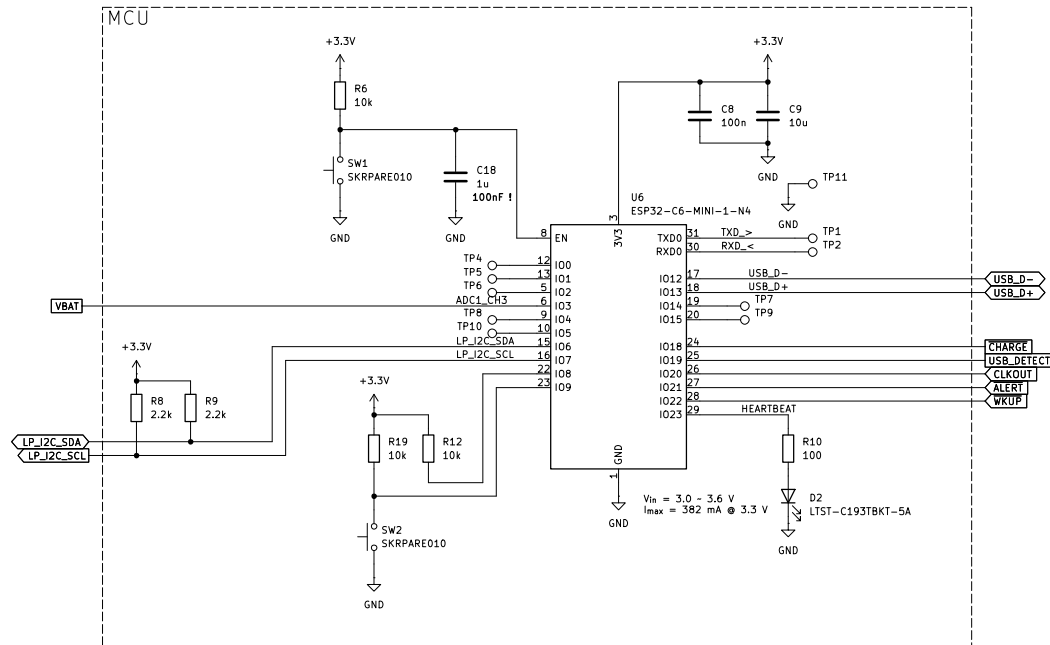 MCU
+3.3V
+3.3V
R6
10k
C8
100n
C9
10u
SW1
SKRPARE010
C18
1u
100nF !
GND
GND
GND
TP11
GND
U6
ESP32-C6-MINI-1-N4
3
3V3
8 EN
TXD0 31 TXD_> TP1
RXD0 30 RXD_< TP2
TP4 12 IO0
TP5 13 IO1
TP6 5 IO2
VBAT ADC1_CH3 6 IO3
TP8 9 IO4
TP10 10 IO5
LP_I2C_SDA 15 IO6
LP_I2C_SCL 16 IO7
22 IO8
23 IO9
IO12 17 USB_D- USB_D-
IO13 18 USB_D+ USB_D+
IO14 19 TP7
IO15 20 TP9
IO18 24 CHARGE
IO19 25 USB_DETECT
IO20 26 CLKOUT
IO21 27 ALERT
IO22 28 WKUP
IO23 29 HEARTBEAT
+3.3V
R8
2.2k
R9
2.2k
+3.3V
LP_I2C_SDA
LP_I2C_SCL
R19
10k
R12
10k
R10
100
GND
1
GND
Vin = 3.0 ~ 3.6 V
Imax = 382 mA @ 3.3 V
D2
LTST-C193TBKT-5A
GND
SW2
SKRPARE010
GND